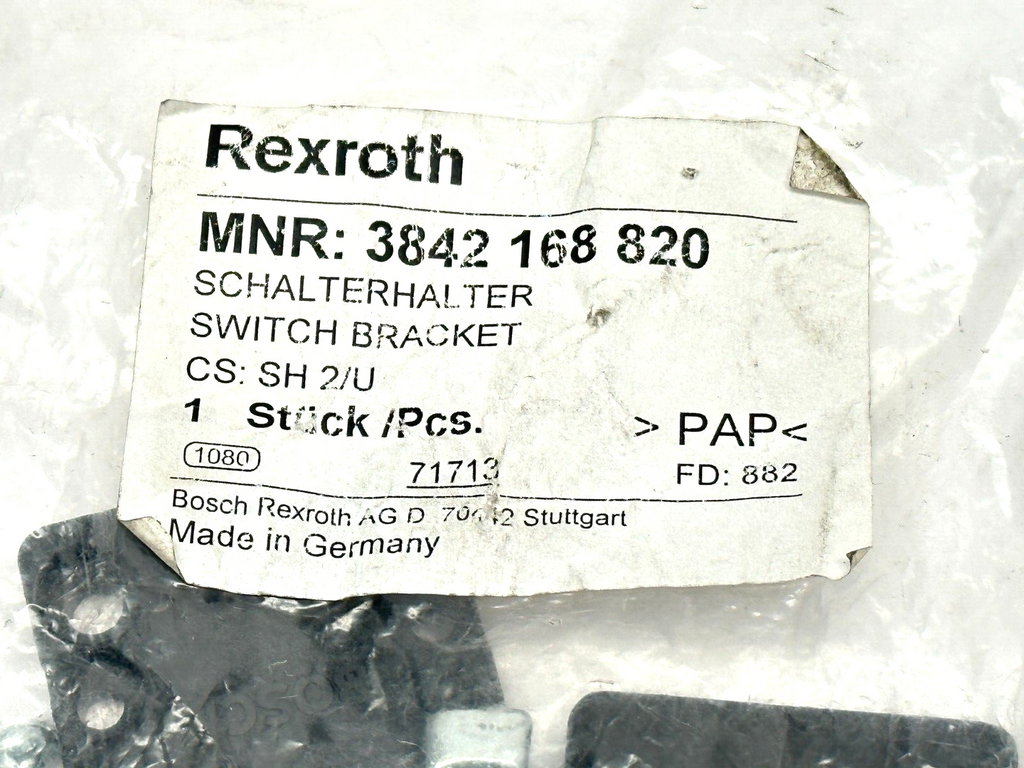 Rexroth
MNR: 3842 168 820
SCHALTERHALTER
SWITCH BRACKET
CS: SH 2/U
1 Stück /Pcs. > PAP<
1080 71713 FD: 882
Bosch Rexroth AG D Stuttgart
Made in Germany